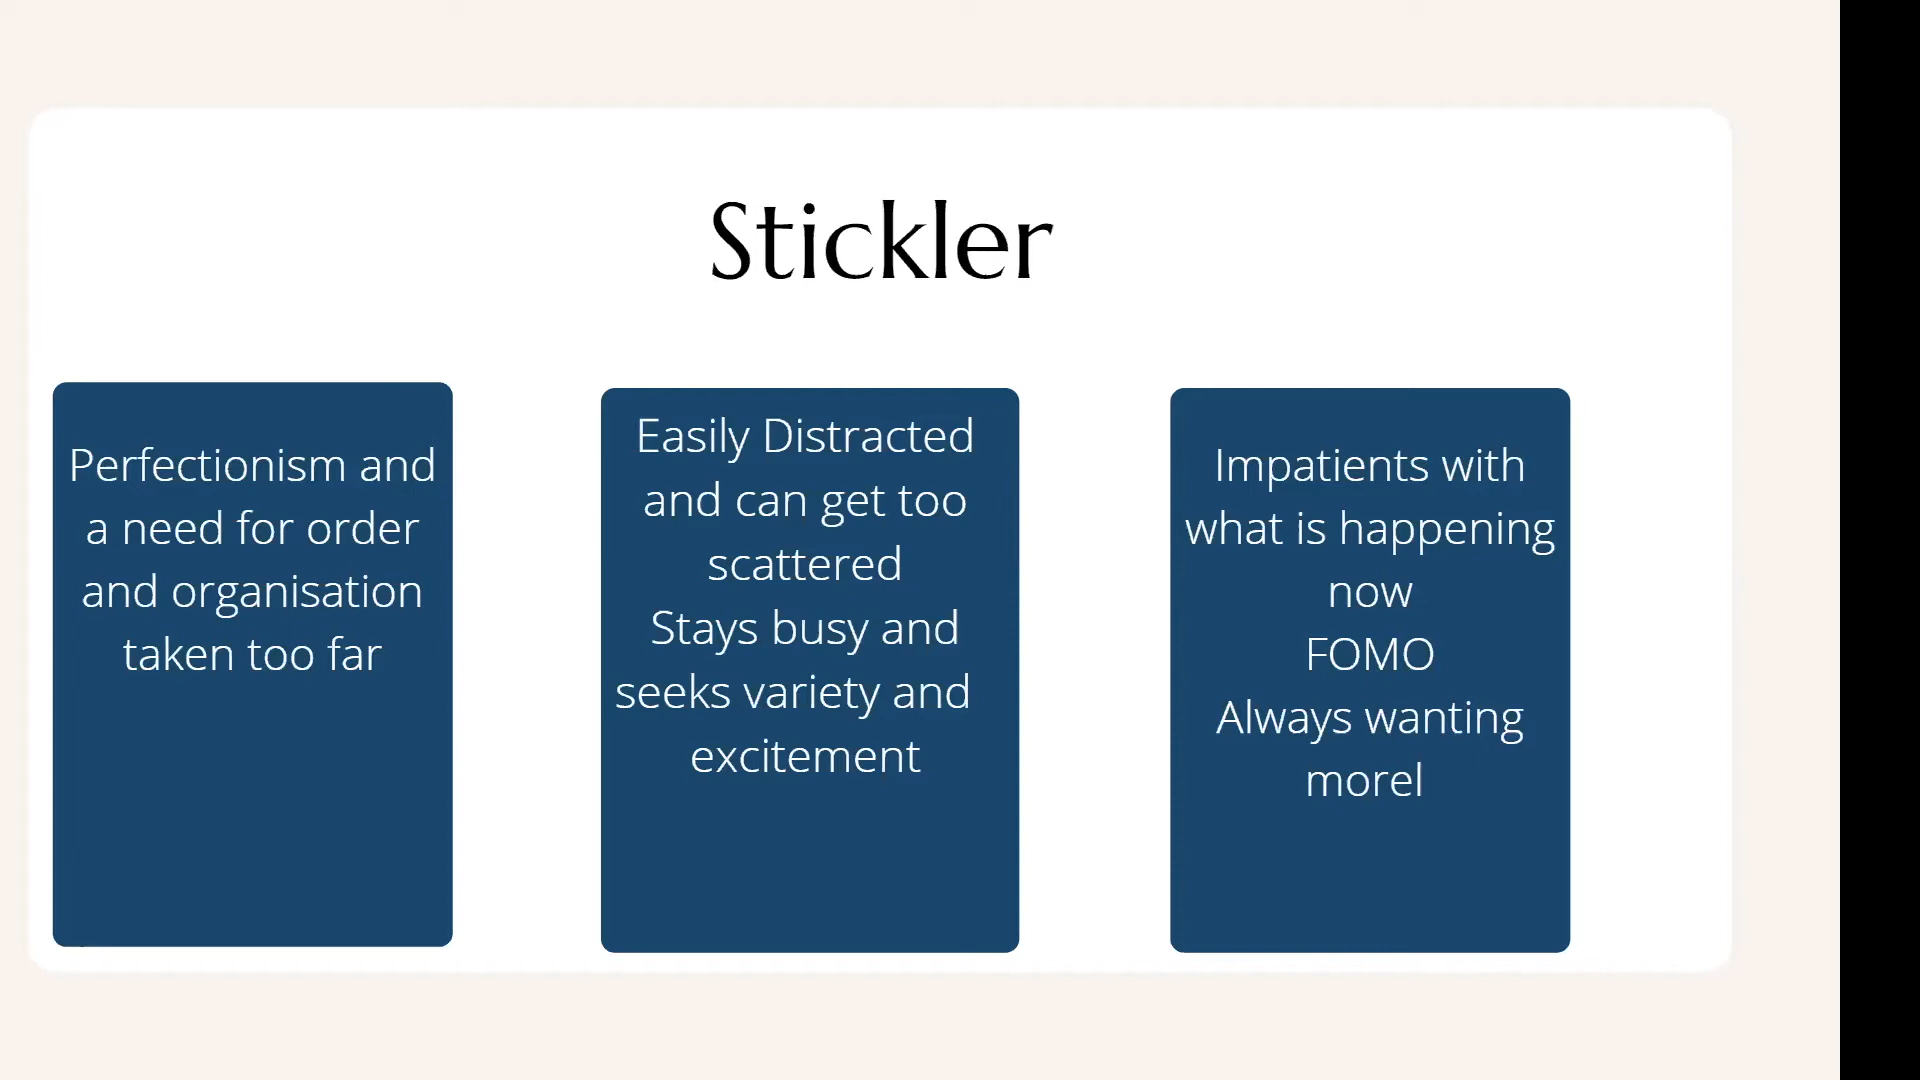 Stickler
Perfectionism and
a need for order
and organisation
taken too far
Easily Distracted
and can get too
scattered
Stays busy and
seeks variety and
excitement
Impatients with
what is happening
now
FOMO
Always wanting
morel